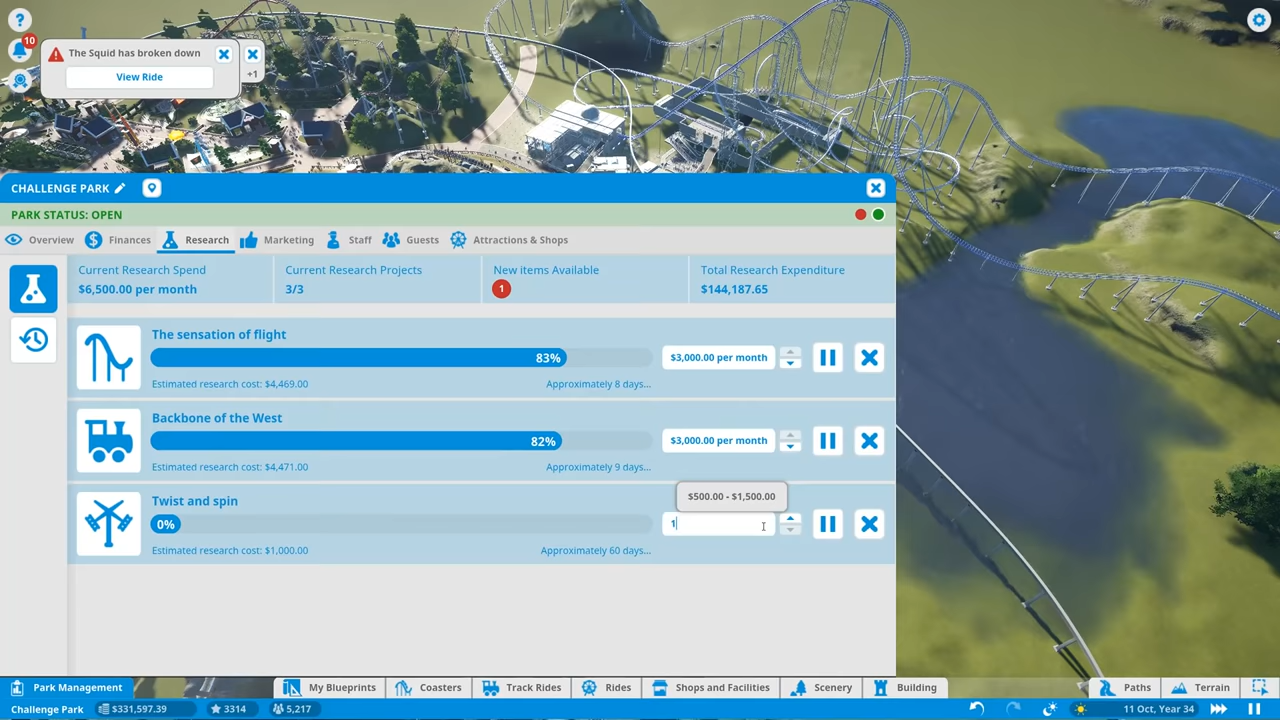 ?
10
The Squid has broken down
View Ride
+1
CHALLENGE PARK
PARK STATUS: OPEN
Overview Finances Research Marketing Staff Guests Attractions & Shops
Current Research Spend Current Research Projects New items Available Total Research Expenditure
$6,500.00 per month 3/3 1 $144,187.65
The sensation of flight
83% $3,000.00 per month
Estimated research cost: $4,469.00 Approximately 8 days...
Backbone of the West
82% $3,000.00 per month
Estimated research cost: $4,471.00 Approximately 9 days...
$500.00 - $1,500.00
Twist and spin
0% 1
Estimated research cost: $1,000.00 Approximately 60 days...
Park Management My Blueprints Coasters Track Rides Rides Shops and Facilities Scenery Building Paths Terrain
Challenge Park $331,597.39 3314 5,217 11 Oct, Year 34